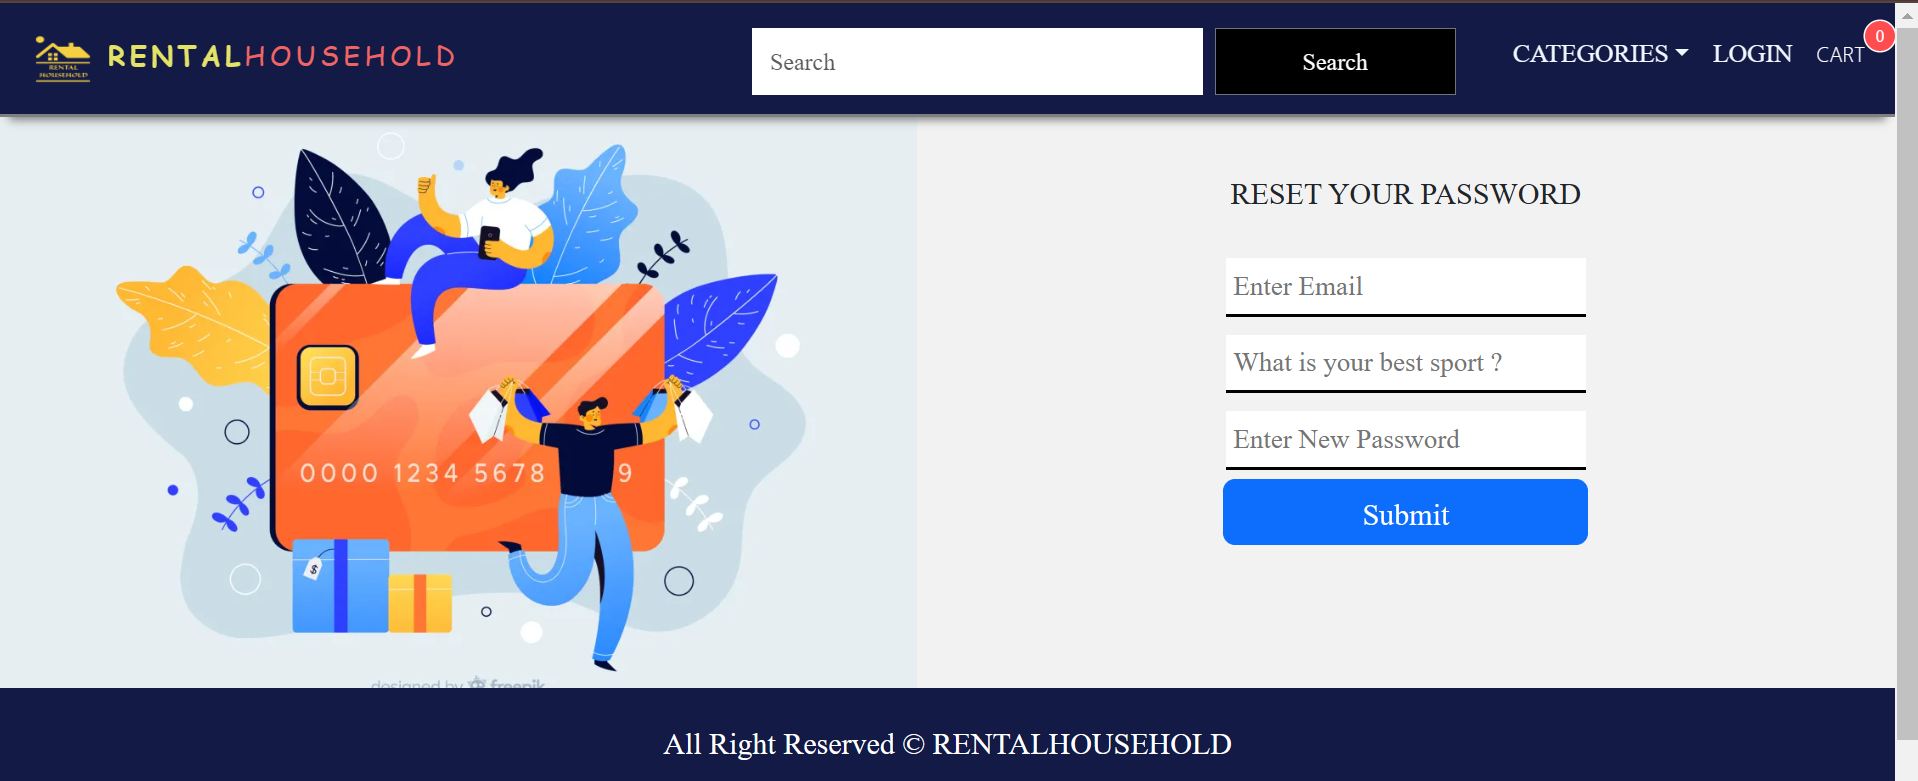 RENTAL HOUSEHOLD
RENTALHOUSEHOLD
Search
Search
CATEGORIES
LOGIN
CART
0
RESET YOUR PASSWORD
Enter Email
What is your best sport ?
Enter New Password
Submit
0000 1234 5678 9
$
designed by freepik
All Right Reserved © RENTALHOUSEHOLD